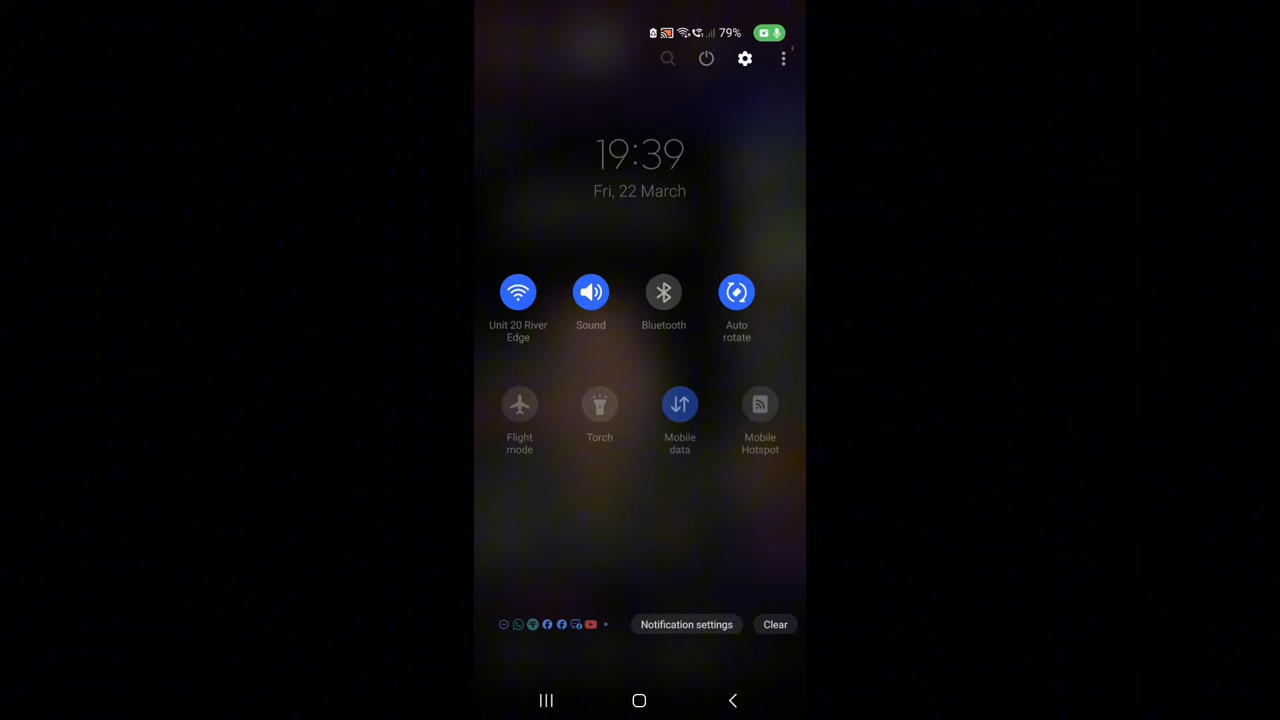 79%
19:39
Fri, 22 March
Unit 20 River
Edge
Sound
Bluetooth
Auto
rotate
Flight
mode
Torch
Mobile
data
Mobile
Hotspot
Notification settings
Clear